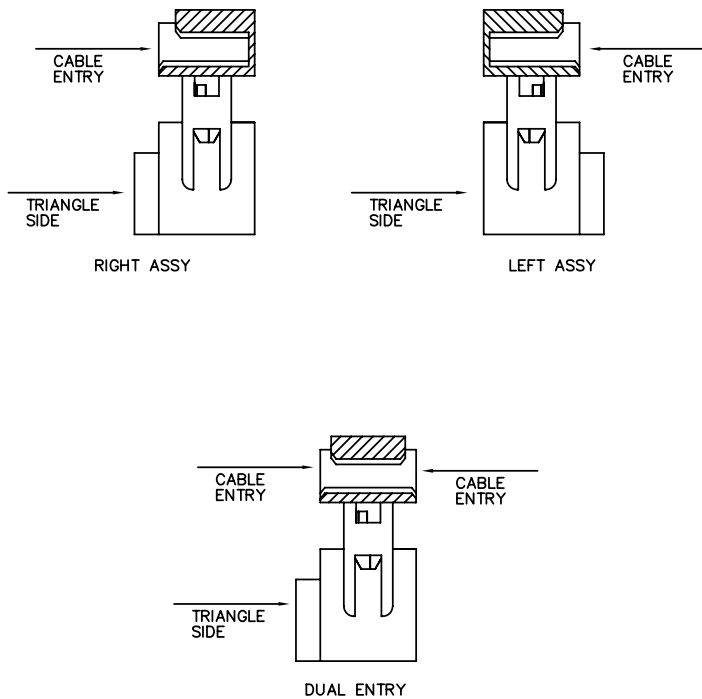 CABLE
ENTRY
TRIANGLE
SIDE
RIGHT ASSY
CABLE
ENTRY
TRIANGLE
SIDE
LEFT ASSY
CABLE
ENTRY
CABLE
ENTRY
TRIANGLE
SIDE
DUAL ENTRY